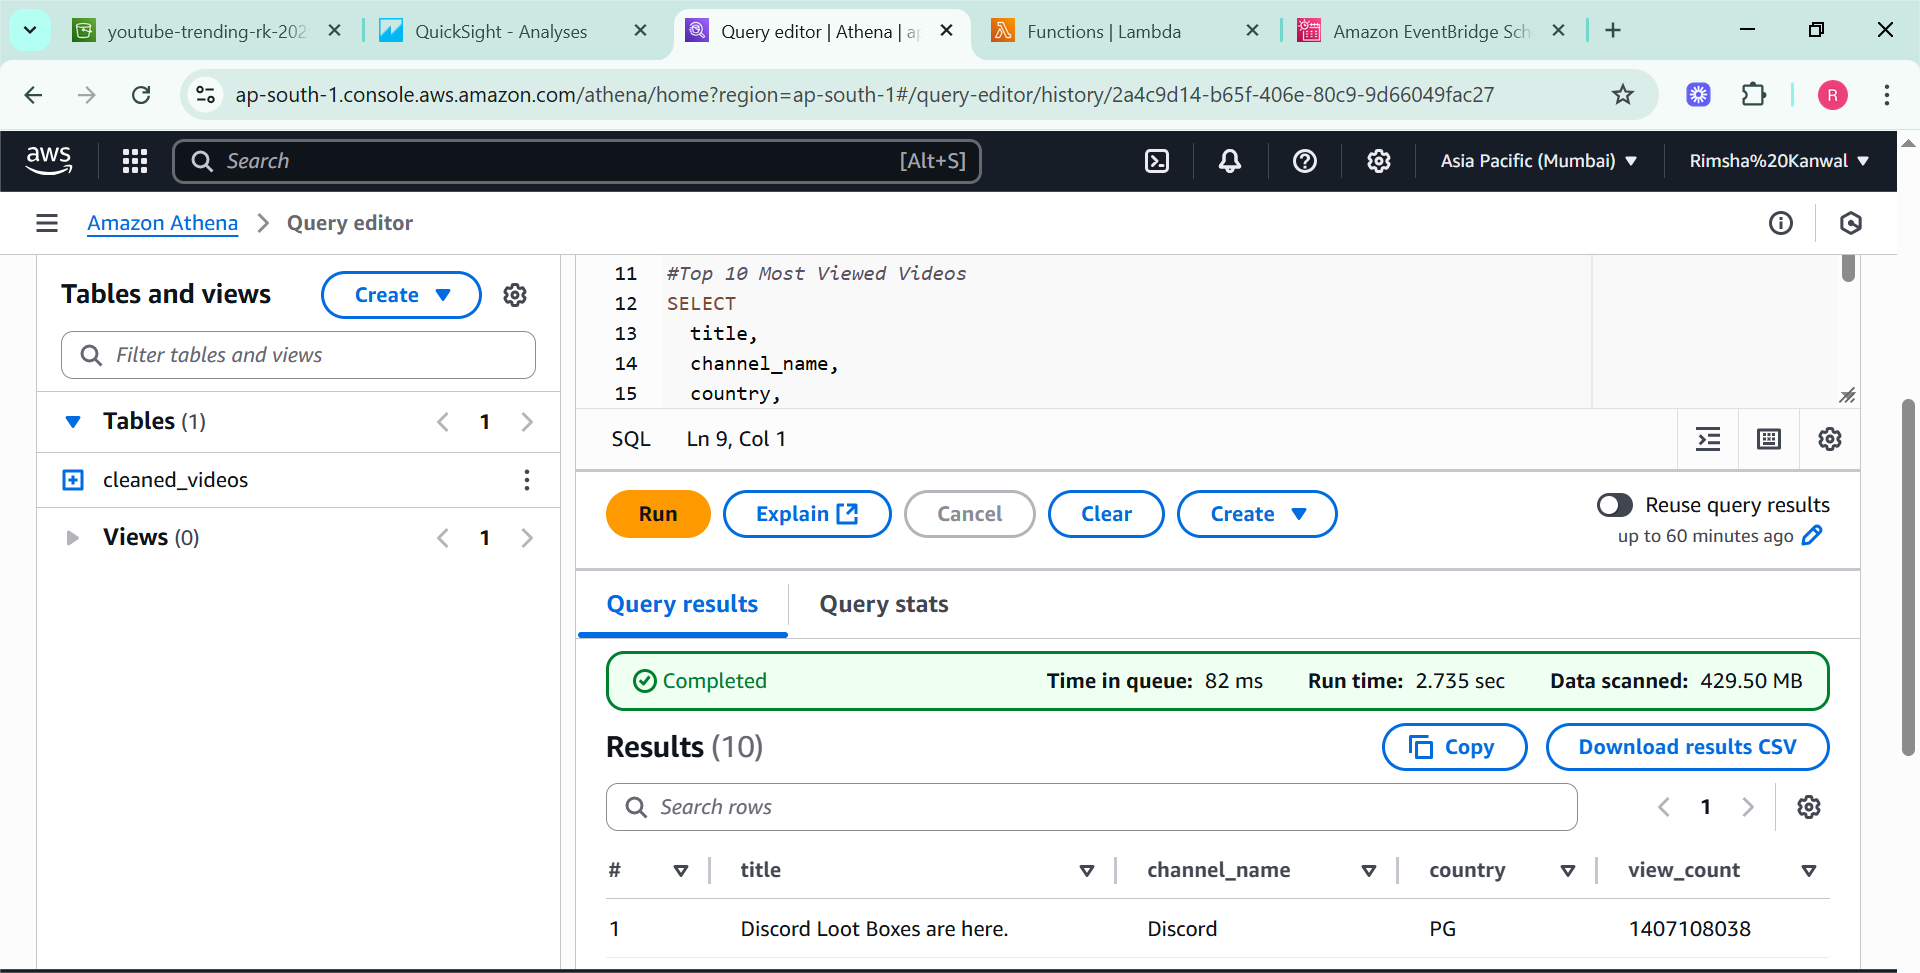 youtube-trending-rk-202
QuickSight - Analyses
Query editor | Athena | ap
Functions | Lambda
Amazon EventBridge Sch
ap-south-1.console.aws.amazon.com/athena/home?region=ap-south-1#/query-editor/history/2a4c9d14-b65f-406e-80c9-9d66049fac27
R
aws
Search
[Alt+S]
Asia Pacific (Mumbai)
Rimsha%20Kanwal
Amazon Athena
Query editor
Tables and views
Create
Filter tables and views
Tables (1)
1
cleaned_videos
Views (0)
1
11 #Top 10 Most Viewed Videos
12 SELECT
13 title,
14 channel_name,
15 country,
SQL Ln 9, Col 1
Run
Explain
Cancel
Clear
Create
Reuse query results
up to 60 minutes ago
Query results
Query stats
Completed
Time in queue: 82 ms
Run time: 2.735 sec
Data scanned: 429.50 MB
Results (10)
Copy
Download results CSV
Search rows
1
# title channel_name country view_count
1 Discord Loot Boxes are here. Discord PG 1407108038